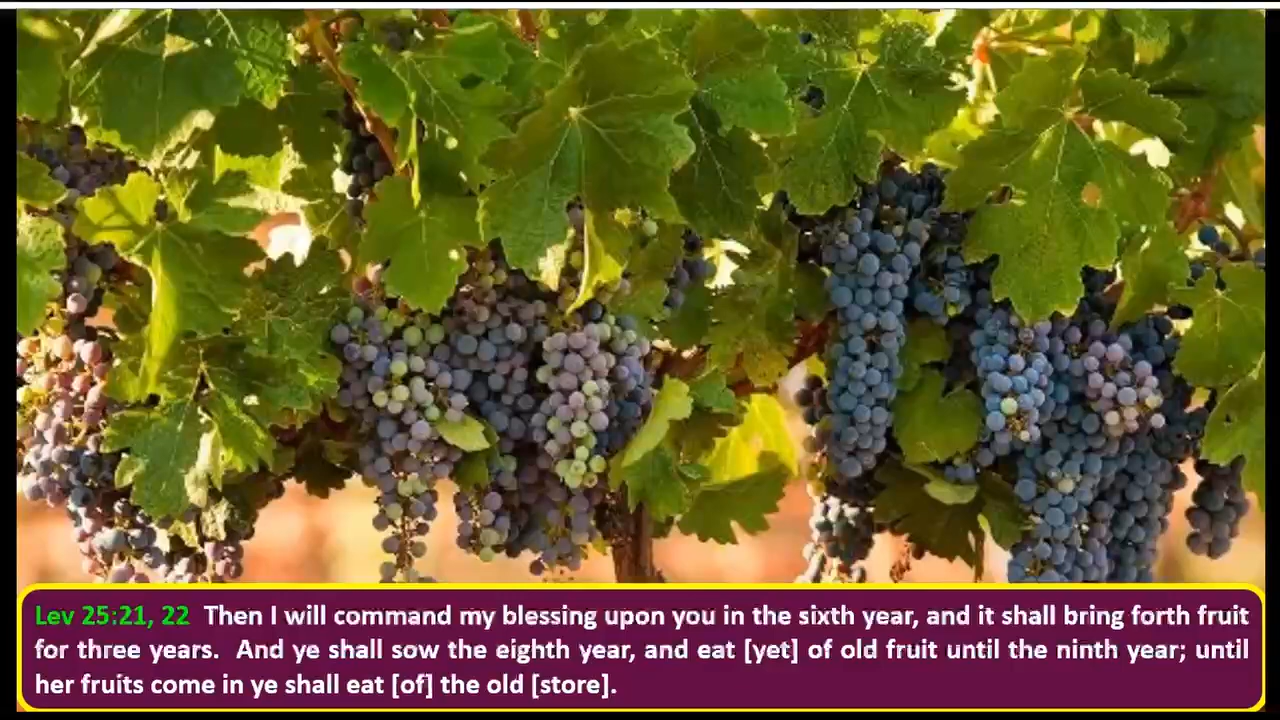 Lev 25:21, 22 Then I will command my blessing upon you in the sixth year, and it shall bring forth fruit
for three years. And ye shall sow the eighth year, and eat [yet] of old fruit until the ninth year; until
her fruits come in ye shall eat [of] the old [store].